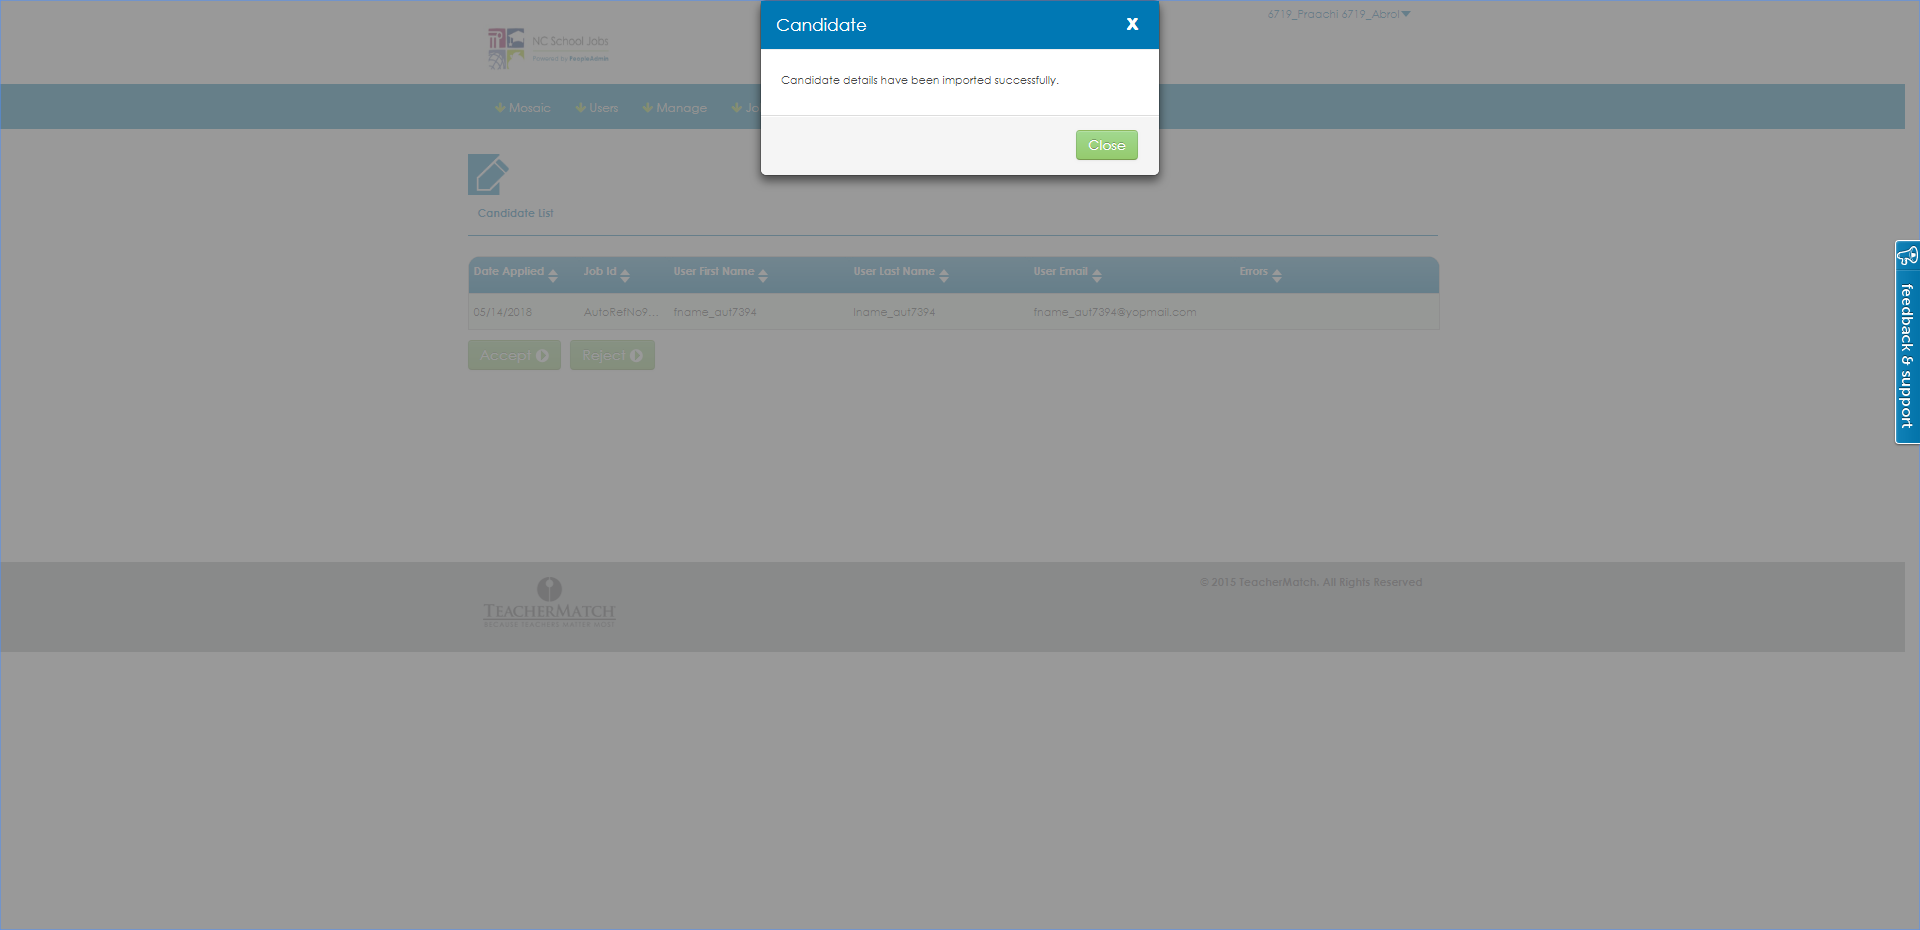 6719_Praachi 6719_Abrol
NC School Jobs
Powered by PeopleAdmin
Candidate
X
Candidate details have been imported successfully.
Close
Mosaic Users Manage Jo
Candidate List
Date Applied Job Id User First Name User Last Name User Email Errors
05/14/2018 AutoRefNo9... fname_aut7394 lname_aut7394 fname_aut7394@yopmail.com
Accept Reject
feedback & support
© 2015 TeacherMatch. All Rights Reserved
TEACHERMATCH
BECAUSE TEACHERS MATTER MOST